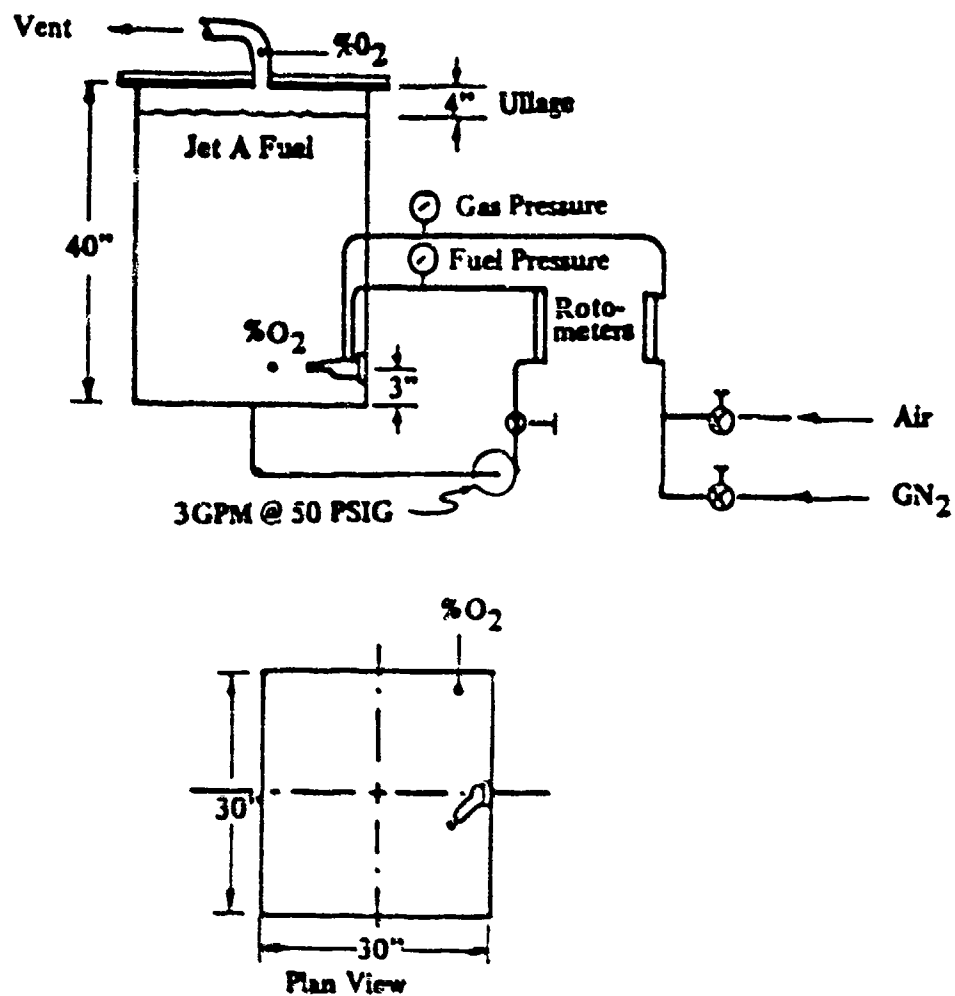 Vent
%O2
4" Ullage
Jet A Fuel
Gas Pressure
40"
Fuel Pressure
Roto-
meters
%O2
3"
Air
GN2
3GPM @ 50 PSIG
%O2
30"
30"
Plan View